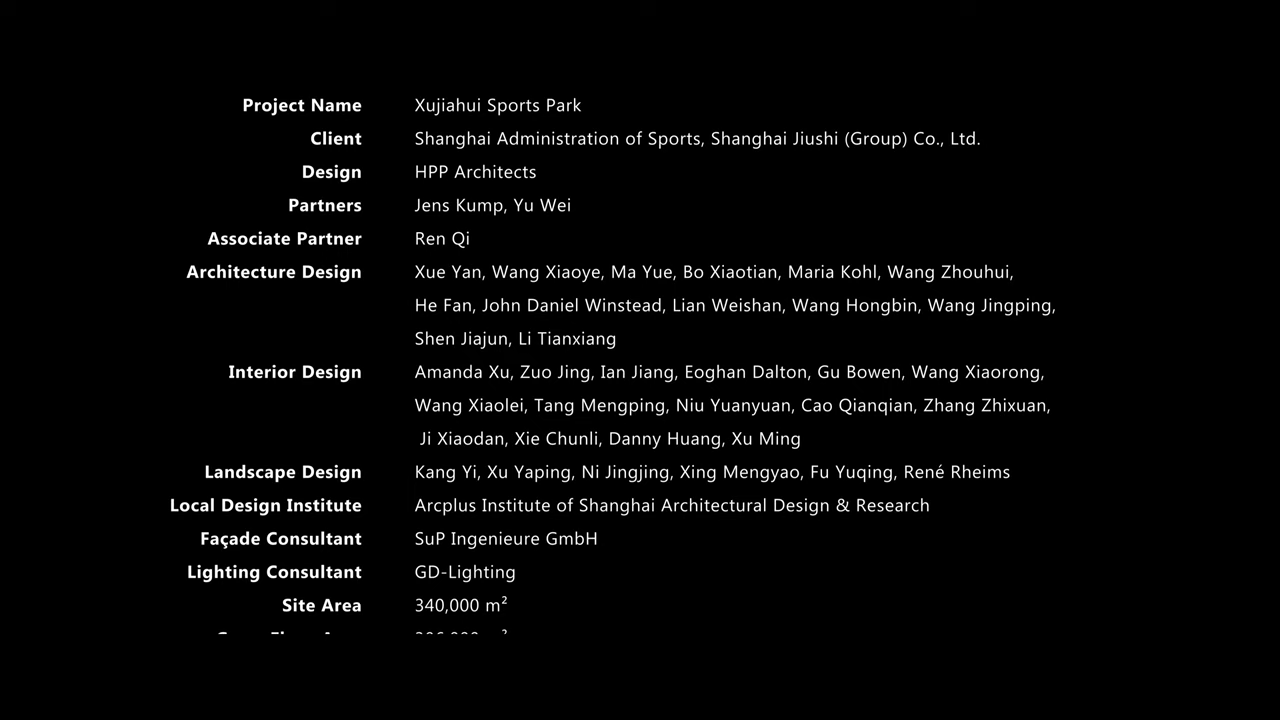 Project Name Xujiahui Sports Park
Client Shanghai Administration of Sports, Shanghai Jiushi (Group) Co., Ltd.
Design HPP Architects
Partners Jens Kump, Yu Wei
Associate Partner Ren Qi
Architecture Design Xue Yan, Wang Xiaoye, Ma Yue, Bo Xiaotian, Maria Kohl, Wang Zhouhui,
He Fan, John Daniel Winstead, Lian Weishan, Wang Hongbin, Wang Jingping,
Shen Jiajun, Li Tianxiang
Interior Design Amanda Xu, Zuo Jing, Ian Jiang, Eoghan Dalton, Gu Bowen, Wang Xiaorong,
Wang Xiaolei, Tang Mengping, Niu Yuanyuan, Cao Qianqian, Zhang Zhixuan,
Ji Xiaodan, Xie Chunli, Danny Huang, Xu Ming
Landscape Design Kang Yi, Xu Yaping, Ni Jingjing, Xing Mengyao, Fu Yuqing, René Rheims
Local Design Institute Arcplus Institute of Shanghai Architectural Design & Research
Façade Consultant SuP Ingenieure GmbH
Lighting Consultant GD-Lighting
Site Area 340,000 m²